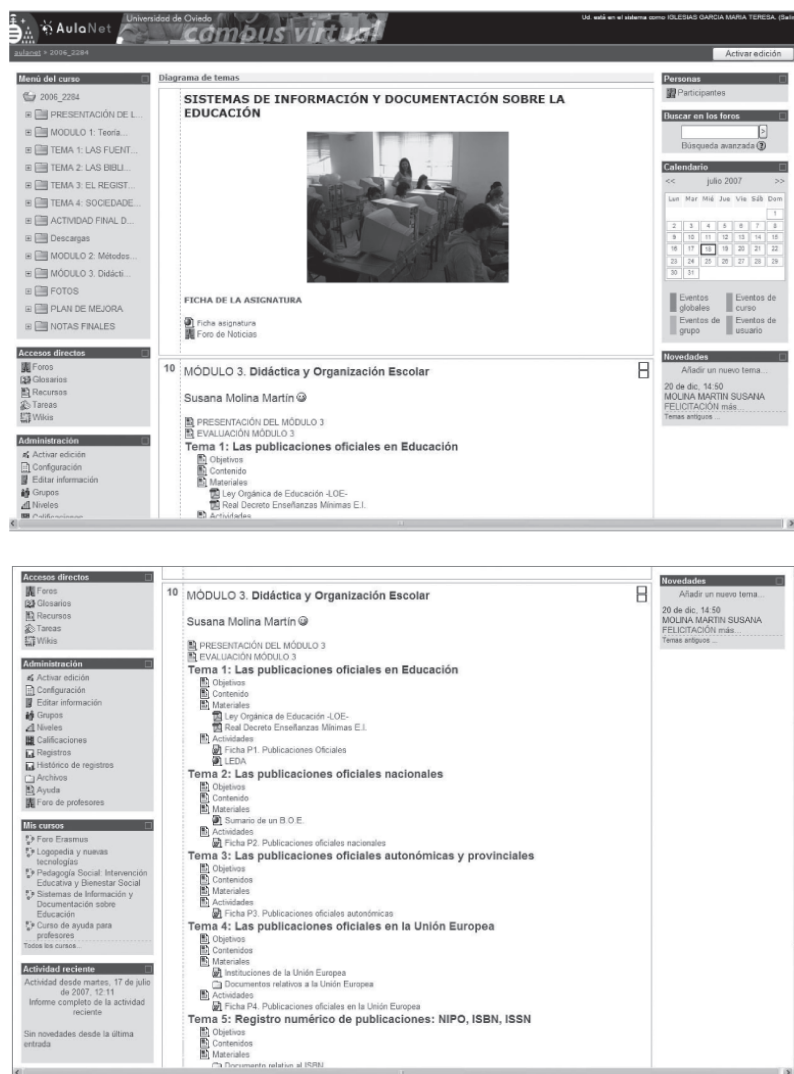 AulaNet
Universidad de Oviedo
campus virtual
Ud. está en el sistema como IGLESIAS GARCIA MARIA TERESA. (Salir
aulanet > 2006_2284
Activar edición
Menú del curso
2006_2284
PRESENTACIÓN DE L...
MODULO 1: Teoría...
TEMA 1: LAS FUENT...
TEMA 2: LAS BIBLI...
TEMA 3: EL REGIST...
TEMA 4: SOCIEDADE...
ACTIVIDAD FINAL D...
Descargas
MODULO 2: Métodos...
MÓDULO 3. Didácti...
FOTOS
PLAN DE MEJORA
NOTAS FINALES
Accesos directos
Foros
Glosarios
Recursos
Tareas
Wikis
Administración
Activar edición
Configuración
Editar información
Grupos
Niveles
Calificaciones
Diagrama de temas
SISTEMAS DE INFORMACIÓN Y DOCUMENTACIÓN SOBRE LA
EDUCACIÓN
FICHA DE LA ASIGNATURA
Ficha asignatura
Foro de Noticias
10 MÓDULO 3. Didáctica y Organización Escolar
Susana Molina Martín
PRESENTACIÓN DEL MÓDULO 3
EVALUACIÓN MÓDULO 3
Tema 1: Las publicaciones oficiales en Educación
Objetivos
Contenido
Materiales
Ley Orgánica de Educación -LOE-
Real Decreto Enseñanzas Mínimas E.I.
Actividades
Personas
Participantes
Buscar en los foros
>
Búsqueda avanzada ?
Calendario
<< julio 2007 >>
Lun Mar Mié Jue Vie Sáb Dom
1
2 3 4 5 6 7 8
9 10 11 12 13 14 15
16 17 18 19 20 21 22
23 24 25 26 27 28 29
30 31
Eventos globales
Eventos de curso
Eventos de grupo
Eventos de usuario
Novedades
Añadir un nuevo tema...
20 de dic, 14:50
MOLINA MARTIN SUSANA
FELICITACIÓN más...
Temas antiguos ...
Accesos directos
Foros
Glosarios
Recursos
Tareas
Wikis
Administración
Activar edición
Configuración
Editar información
Grupos
Niveles
Calificaciones
Registros
Histórico de registros
Archivos
Ayuda
Foro de profesores
Mis cursos
Foro Erasmus
Logopedia y nuevas
tecnologías
Pedagogía Social: Intervención
Educativa y Bienestar Social
Sistemas de Información y
Documentación sobre
Educación
Curso de ayuda para
profesores
Todos los cursos...
Actividad reciente
Actividad desde martes, 17 de julio
de 2007, 12:11
Informe completo de la actividad
reciente
Sin novedades desde la última
entrada
10 MÓDULO 3. Didáctica y Organización Escolar
Susana Molina Martín
PRESENTACIÓN DEL MÓDULO 3
EVALUACIÓN MÓDULO 3
Tema 1: Las publicaciones oficiales en Educación
Objetivos
Contenido
Materiales
Ley Orgánica de Educación -LOE-
Real Decreto Enseñanzas Mínimas E.I.
Actividades
Ficha P1. Publicaciones Oficiales
LEDA
Tema 2: Las publicaciones oficiales nacionales
Objetivos
Contenido
Materiales
Sumario de un B.O.E.
Actividades
Ficha P2. Publicaciones oficiales nacionales
Tema 3: Las publicaciones oficiales autonómicas y provinciales
Objetivos
Contenidos
Materiales
Actividades
Ficha P3. Publicaciones oficiales autonómicas
Tema 4: Las publicaciones oficiales en la Unión Europea
Objetivos
Contenidos
Materiales
Instituciones de la Unión Europea
Documentos relativos a la Unión Europea
Actividades
Ficha P4. Publicaciones oficiales en la Unión Europea
Tema 5: Registro numérico de publicaciones: NIPO, ISBN, ISSN
Objetivos
Contenidos
Materiales
Documento relativo al ISBN
Novedades
Añadir un nuevo tema...
20 de dic, 14:50
MOLINA MARTIN SUSANA
FELICITACIÓN más...
Temas antiguos ...